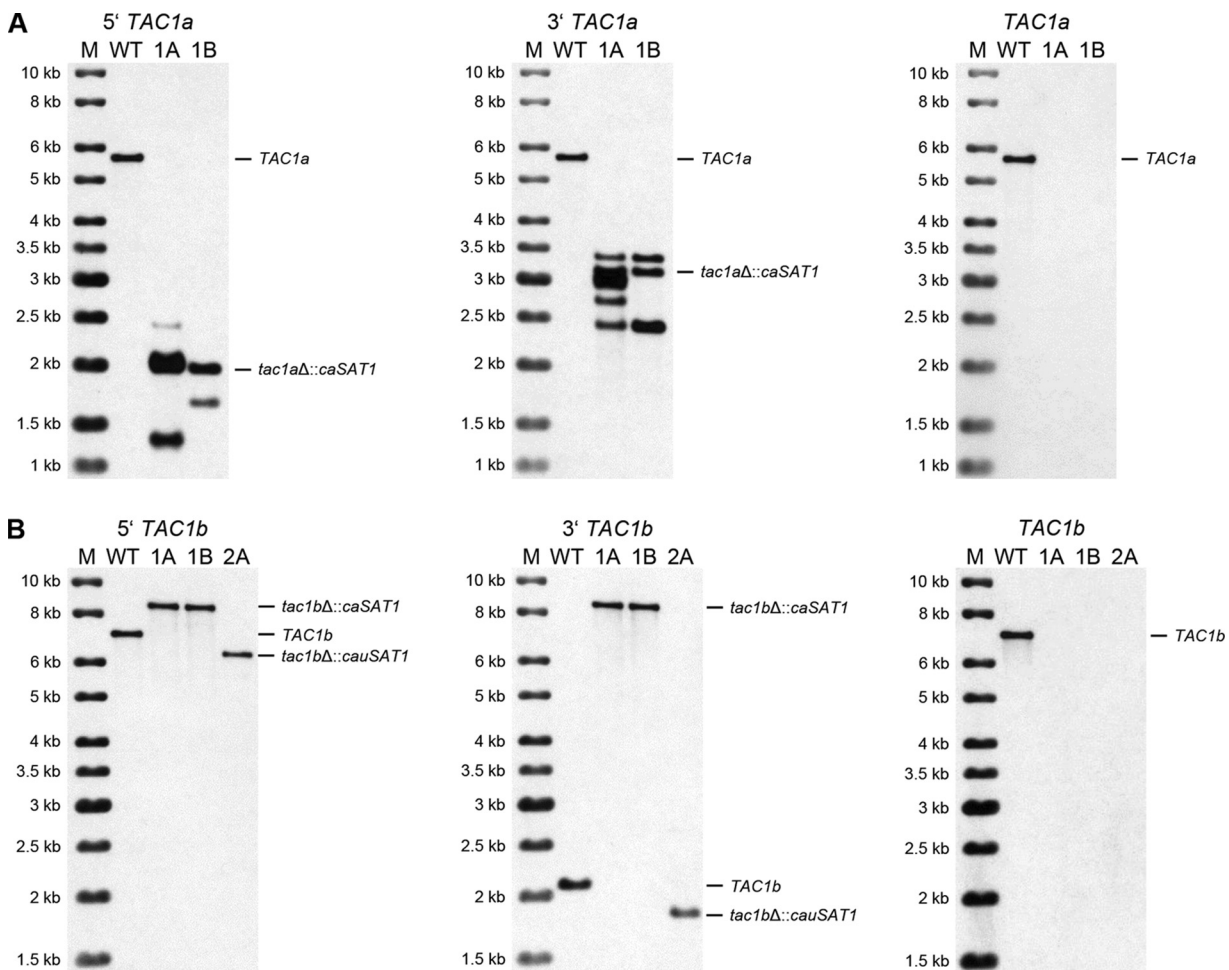 A
5‘ TAC1a
M WT 1A 1B
10 kb
8 kb
6 kb
5 kb
4 kb
3.5 kb
3 kb
2.5 kb
2 kb
1.5 kb
1 kb
TAC1a
tac1aΔ::caSAT1
3‘ TAC1a
M WT 1A 1B
10 kb
8 kb
6 kb
5 kb
4 kb
3.5 kb
3 kb
2.5 kb
2 kb
1.5 kb
1 kb
TAC1a
tac1aΔ::caSAT1
TAC1a
M WT 1A 1B
10 kb
8 kb
6 kb
5 kb
4 kb
3.5 kb
3 kb
2.5 kb
2 kb
1.5 kb
1 kb
TAC1a
B
5‘ TAC1b
M WT 1A 1B 2A
10 kb
8 kb
6 kb
5 kb
4 kb
3.5 kb
3 kb
2.5 kb
2 kb
1.5 kb
tac1bΔ::caSAT1
TAC1b
tac1bΔ::cauSAT1
3‘ TAC1b
M WT 1A 1B 2A
10 kb
8 kb
6 kb
5 kb
4 kb
3.5 kb
3 kb
2.5 kb
2 kb
1.5 kb
tac1bΔ::caSAT1
TAC1b
tac1bΔ::cauSAT1
TAC1b
M WT 1A 1B 2A
10 kb
8 kb
6 kb
5 kb
4 kb
3.5 kb
3 kb
2.5 kb
2 kb
1.5 kb
TAC1b